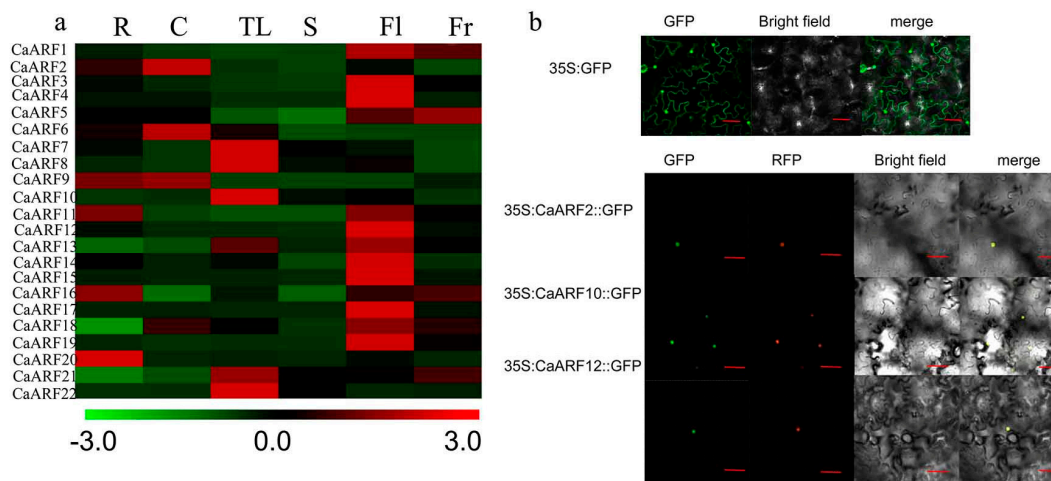 a
R C TL S Fl Fr
CaARF1
CaARF2
CaARF3
CaARF4
CaARF5
CaARF6
CaARF7
CaARF8
CaARF9
CaARF10
CaARF11
CaARF12
CaARF13
CaARF14
CaARF15
CaARF16
CaARF17
CaARF18
CaARF19
CaARF20
CaARF21
CaARF22
-3.0 0.0 3.0
b
GFP Bright field merge
35S:GFP
GFP RFP Bright field merge
35S:CaARF2::GFP
35S:CaARF10::GFP
35S:CaARF12::GFP